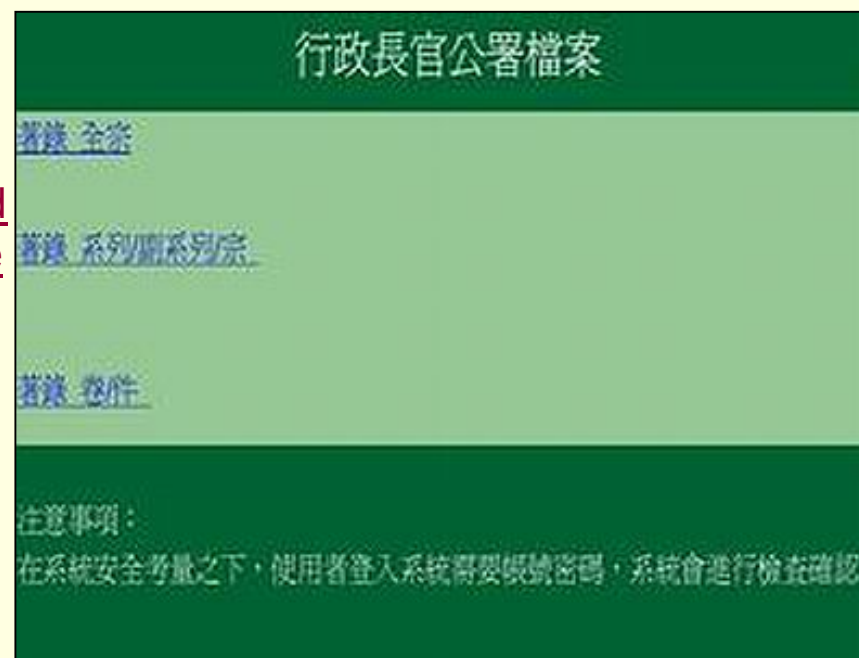 行政長官公署檔案
著錄 全宗
著錄 系列/副系列/宗
著錄 卷/件
注意事項：
在系統安全考量之下，使用者登入系統需要帳號密碼，系統會進行檢查確認